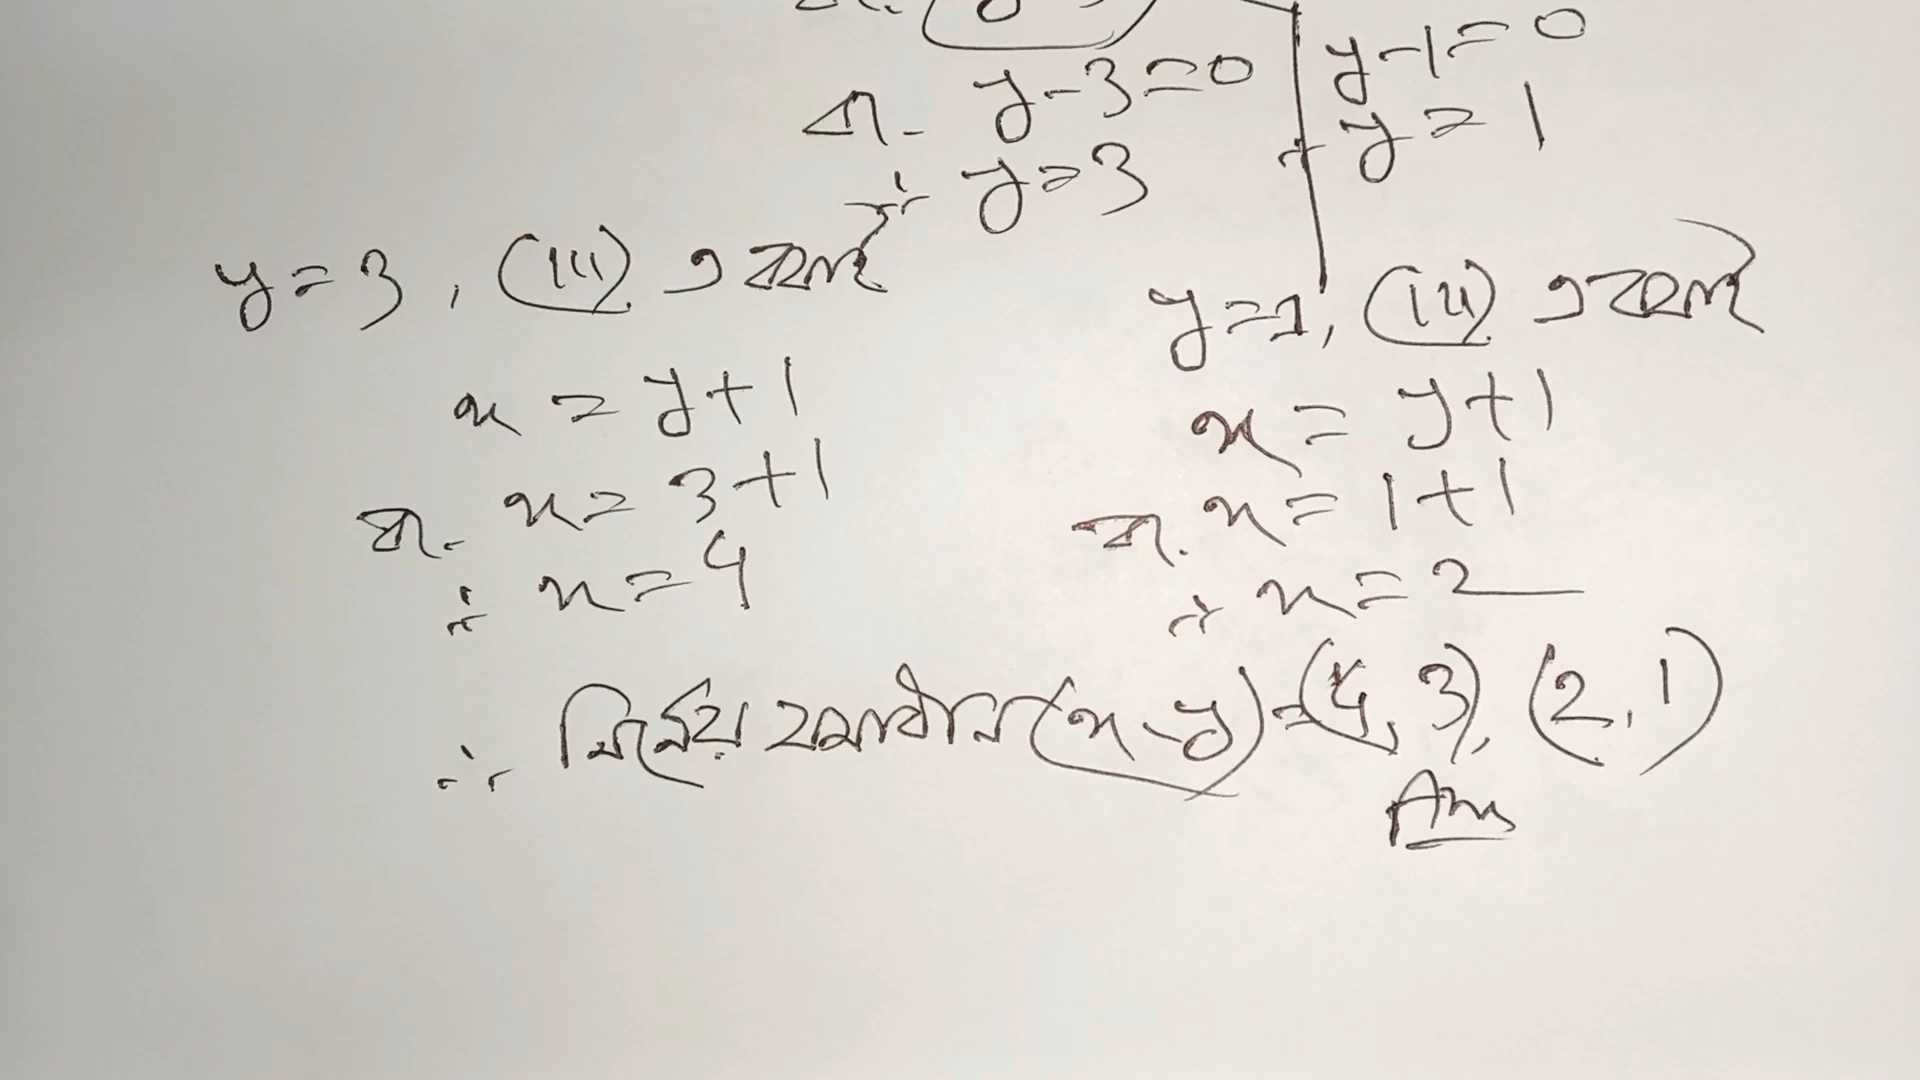 বা. y-3=0 | y-1=0
∴ y=3 | ∴ y=1
y=3, (iii) এ বসাই
x = y+1
বা. x= 3+1
∴ x=4
y=1, (iii) এ বসাই
x = y+1
বা. x= 1+1
∴ x=2
∴ নির্ণেয় সমাধান (x, y) = (4, 3), (2, 1)
Ans